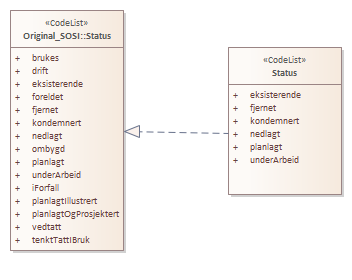 «CodeList»
Original_SOSI::Status
+ brukes
+ drift
+ eksisterende
+ foreldet
+ fjernet
+ kondemnert
+ nedlagt
+ ombygd
+ planlagt
+ underArbeid
+ iForfall
+ planlagtIllustrert
+ planlagtOgProsjektert
+ vedtatt
+ tenktTattIBruk
«CodeList»
Status
+ eksisterende
+ fjernet
+ kondemnert
+ nedlagt
+ planlagt
+ underArbeid